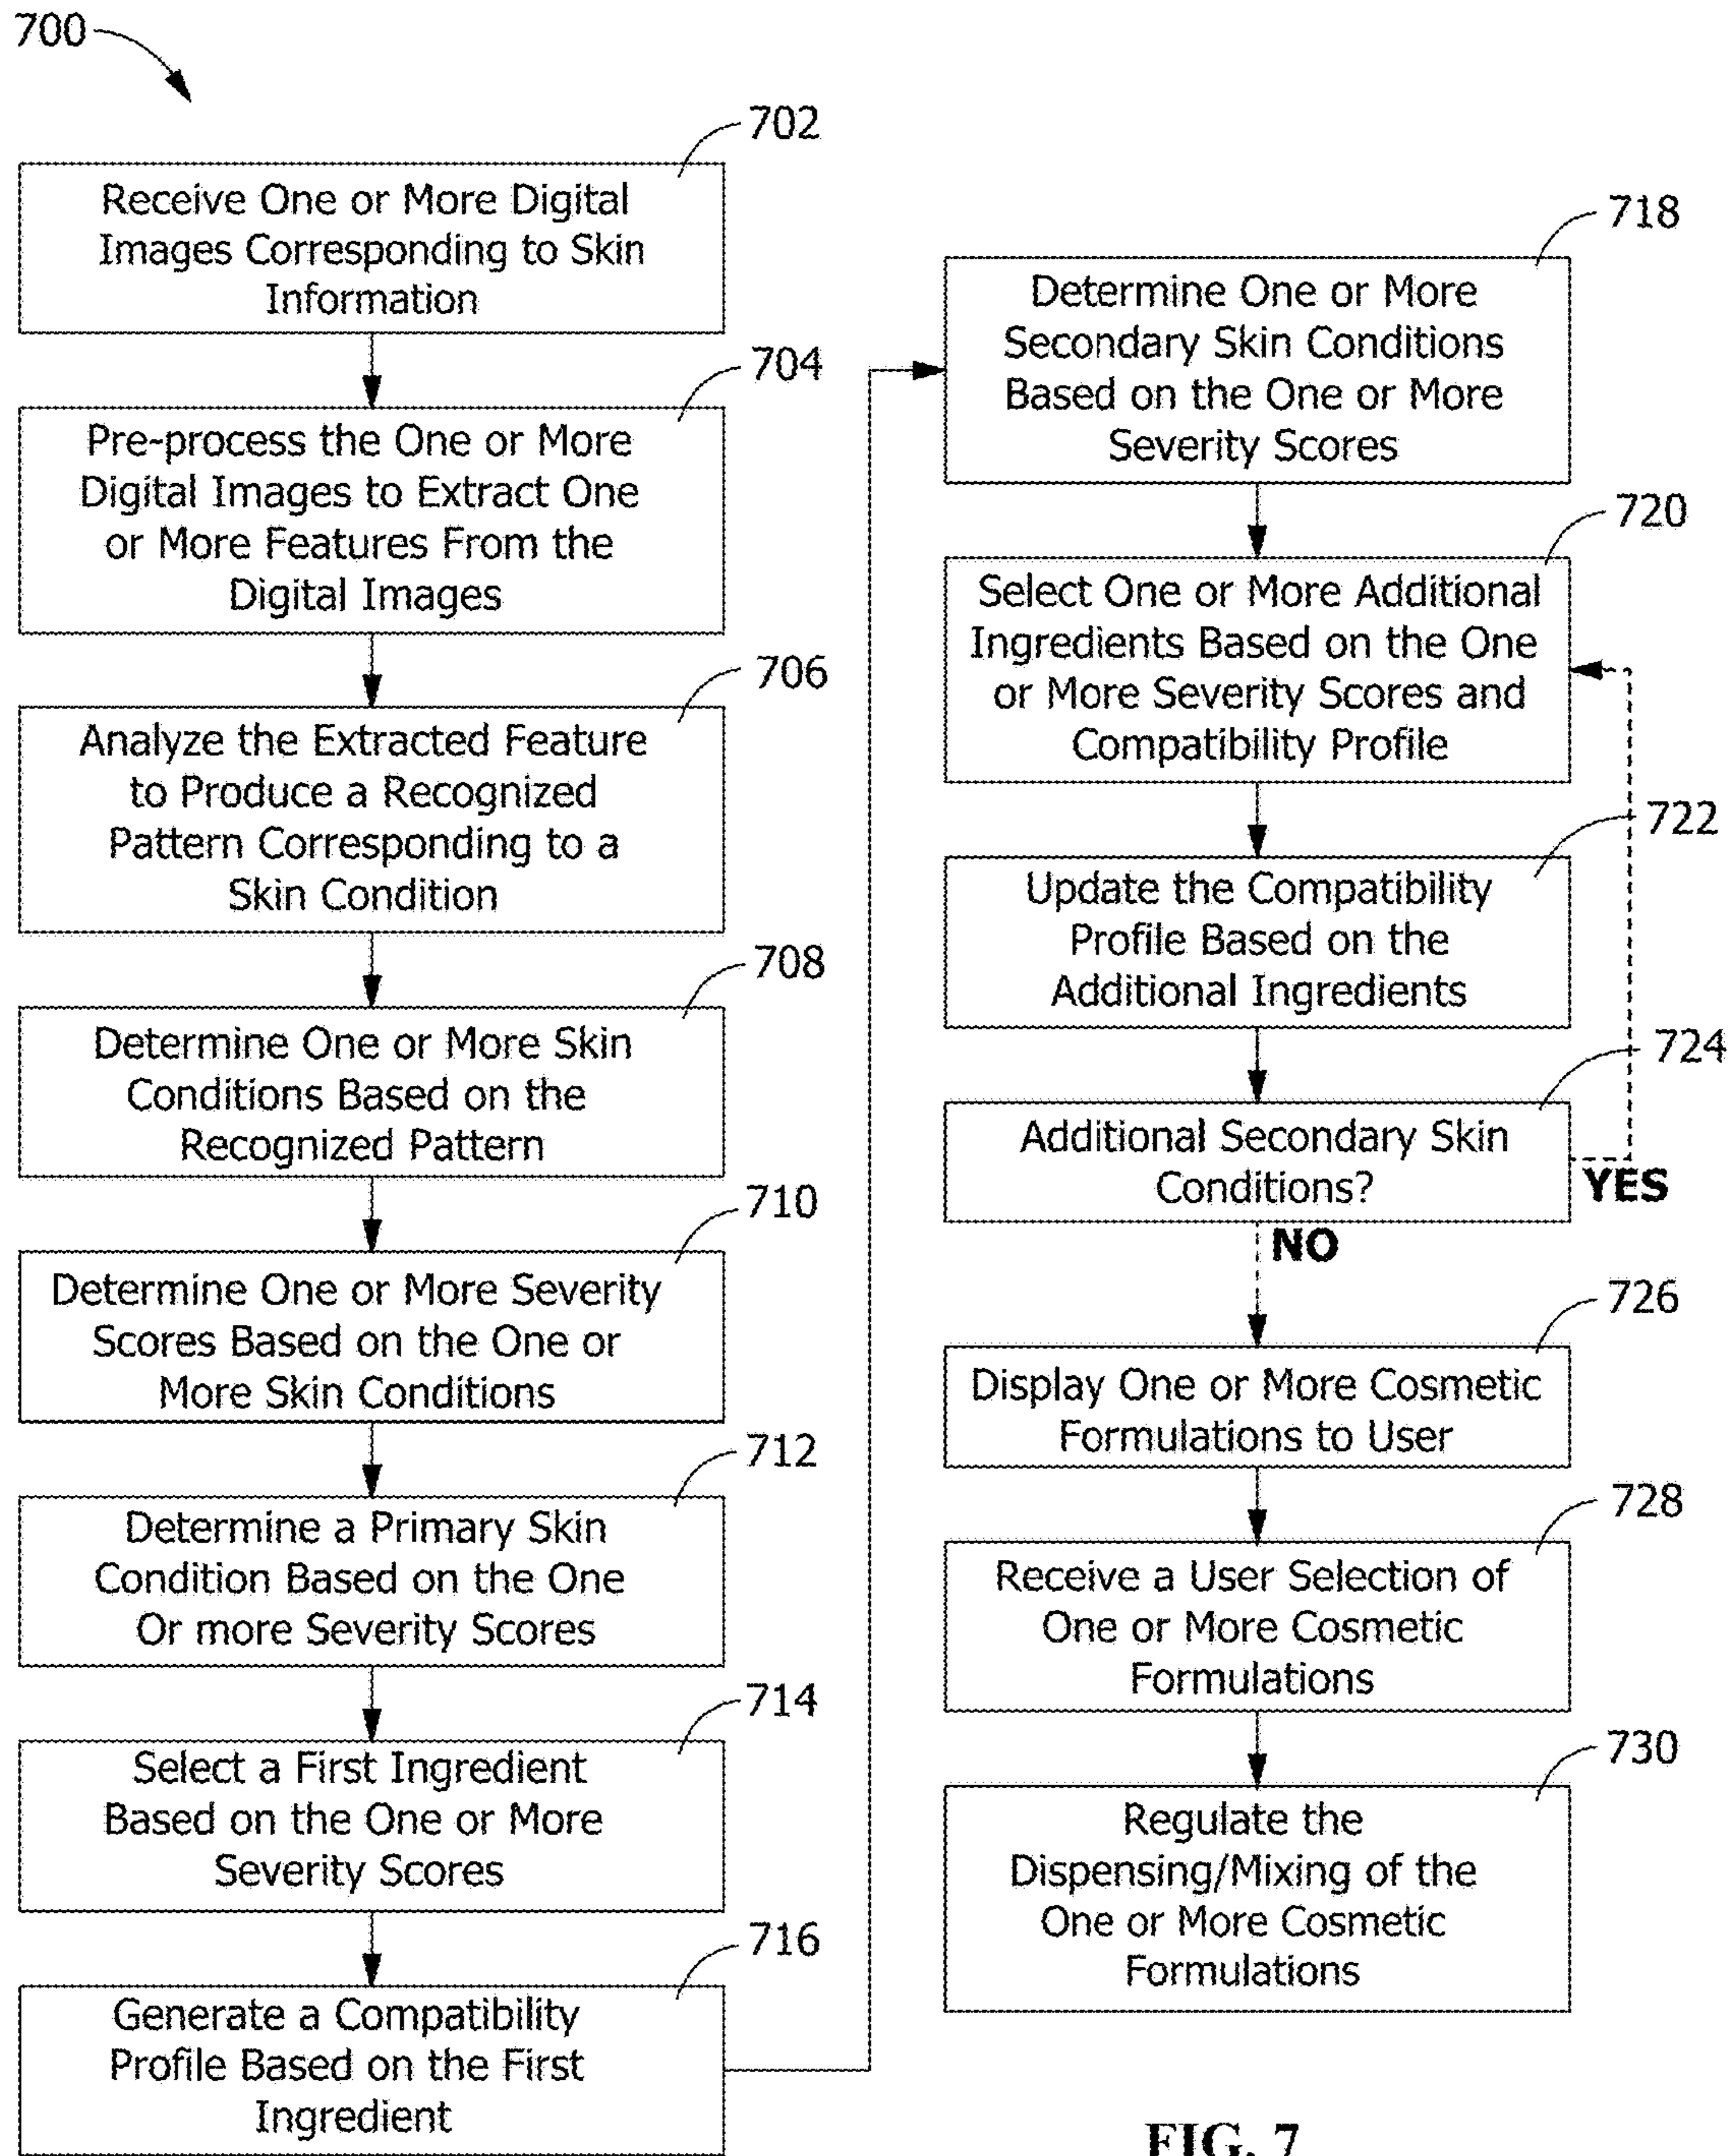 700
702
Receive One or More Digital
Images Corresponding to Skin
Information
704
Pre-process the One or More
Digital Images to Extract One
or More Features From the
Digital Images
706
Analyze the Extracted Feature
to Produce a Recognized
Pattern Corresponding to a
Skin Condition
708
Determine One or More Skin
Conditions Based on the
Recognized Pattern
710
Determine One or More Severity
Scores Based on the One or
More Skin Conditions
712
Determine a Primary Skin
Condition Based on the One
Or more Severity Scores
714
Select a First Ingredient
Based on the One or More
Severity Scores
716
Generate a Compatibility
Profile Based on the First
Ingredient
718
Determine One or More
Secondary Skin Conditions
Based on the One or More
Severity Scores
720
Select One or More Additional
Ingredients Based on the One
or More Severity Scores and
Compatibility Profile
722
Update the Compatibility
Profile Based on the
Additional Ingredients
724
Additional Secondary Skin
Conditions?
YES
NO
726
Display One or More Cosmetic
Formulations to User
728
Receive a User Selection of
One or More Cosmetic
Formulations
730
Regulate the
Dispensing/Mixing of the
One or More Cosmetic
Formulations
FIG. 7